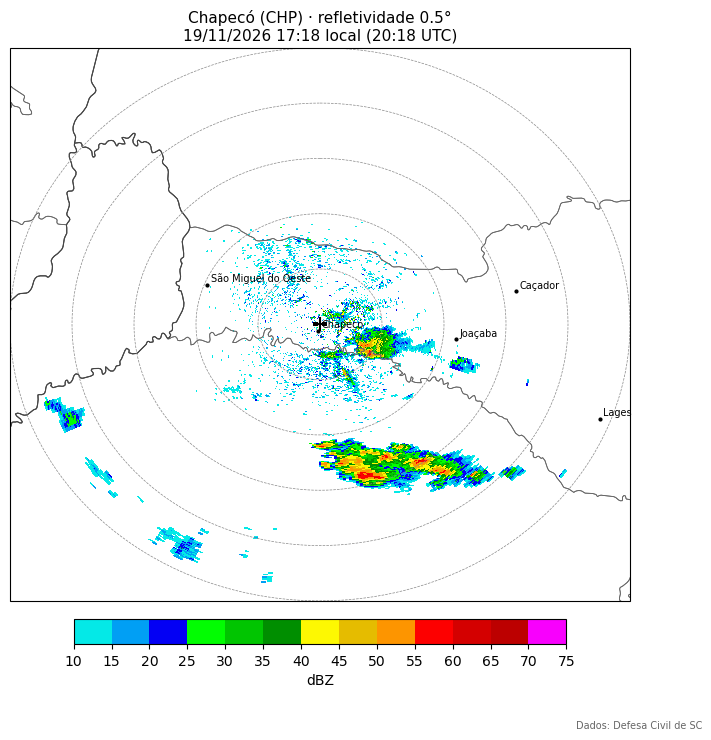 Chapecó (CHP) · refletividade 0.5°
19/11/2026 17:18 local (20:18 UTC)
São Miguel do Oeste
Caçador
Chapecó
Joaçaba
Lages
10 15 20 25 30 35 40 45 50 55 60 65 70 75
dBZ
Dados: Defesa Civil de SC